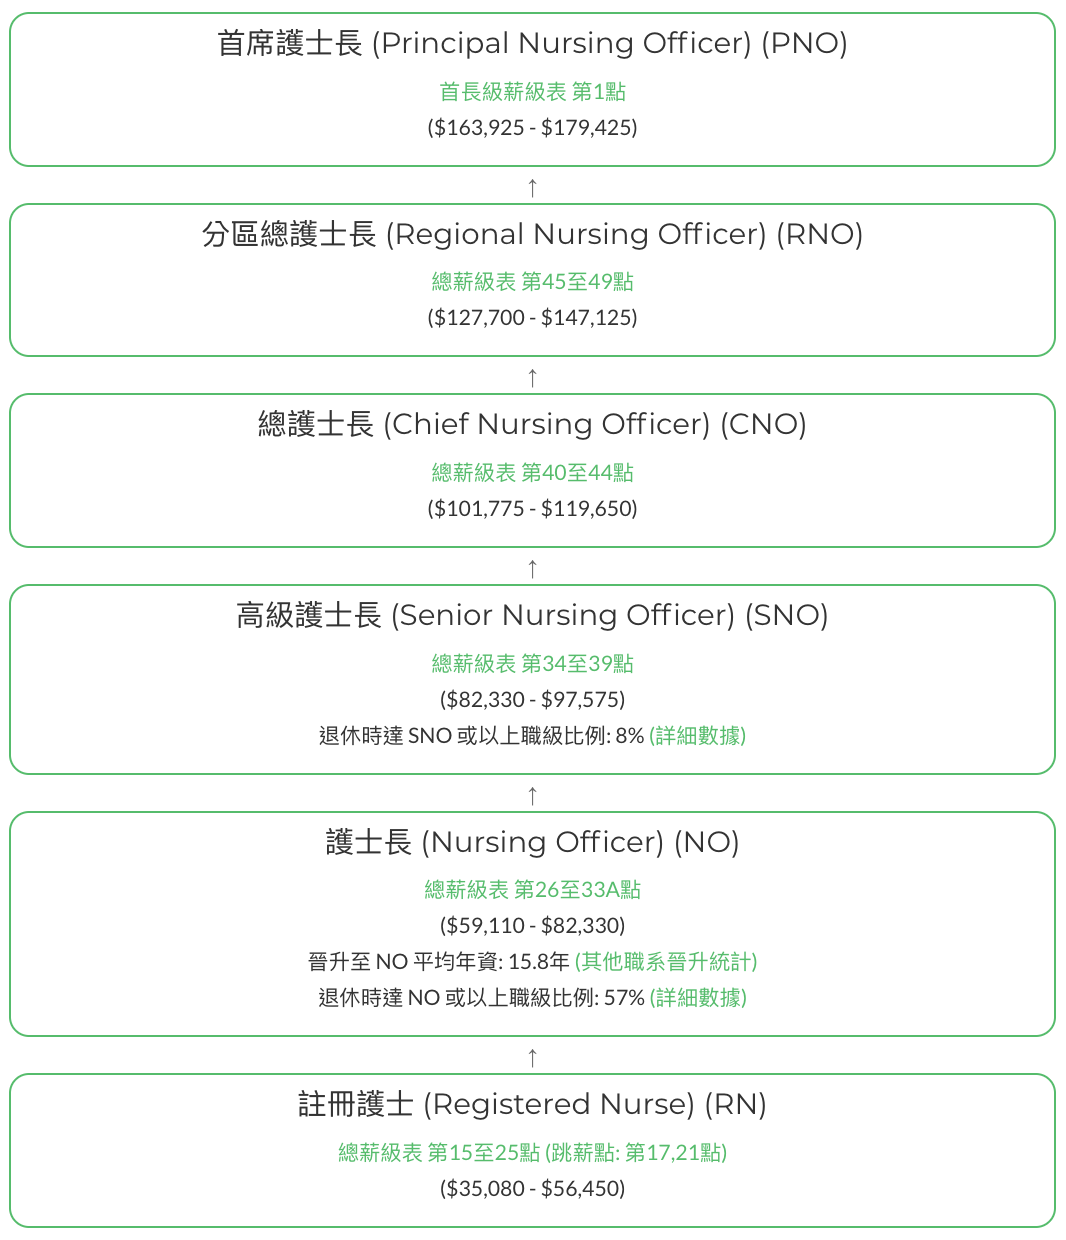 首席護士長 (Principal Nursing Officer) (PNO)
首長級薪級表 第1點
($163,925 - $179,425)
↑
分區總護士長 (Regional Nursing Officer) (RNO)
總薪級表 第45至49點
($127,700 - $147,125)
↑
總護士長 (Chief Nursing Officer) (CNO)
總薪級表 第40至44點
($101,775 - $119,650)
↑
高級護士長 (Senior Nursing Officer) (SNO)
總薪級表 第34至39點
($82,330 - $97,575)
退休時達 SNO 或以上職級比例: 8% (詳細數據)
↑
護士長 (Nursing Officer) (NO)
總薪級表 第26至33A點
($59,110 - $82,330)
晉升至 NO 平均年資: 15.8年 (其他職系晉升統計)
退休時達 NO 或以上職級比例: 57% (詳細數據)
↑
註冊護士 (Registered Nurse) (RN)
總薪級表 第15至25點 (跳薪點: 第17,21點)
($35,080 - $56,450)